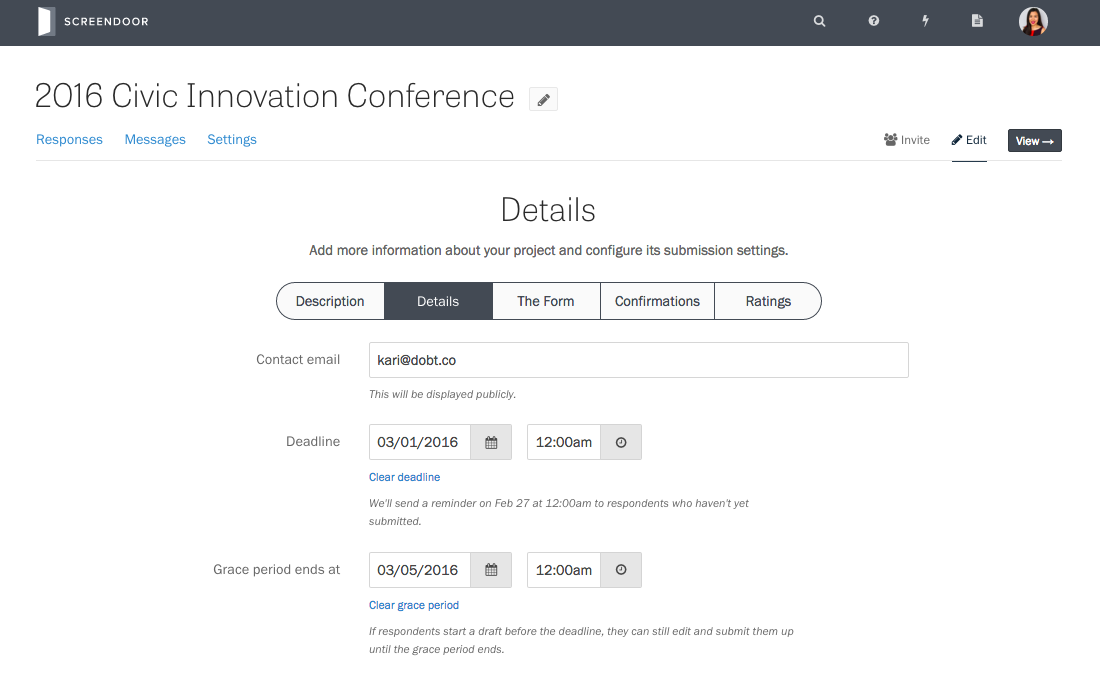 SCREENDOOR
2016 Civic Innovation Conference
Responses Messages Settings Invite Edit View →
Details
Add more information about your project and configure its submission settings.
Description Details The Form Confirmations Ratings
Contact email kari@dobt.co
This will be displayed publicly.
Deadline 03/01/2016 12:00am
Clear deadline
We'll send a reminder on Feb 27 at 12:00am to respondents who haven't yet
submitted.
Grace period ends at 03/05/2016 12:00am
Clear grace period
If respondents start a draft before the deadline, they can still edit and submit them up
until the grace period ends.